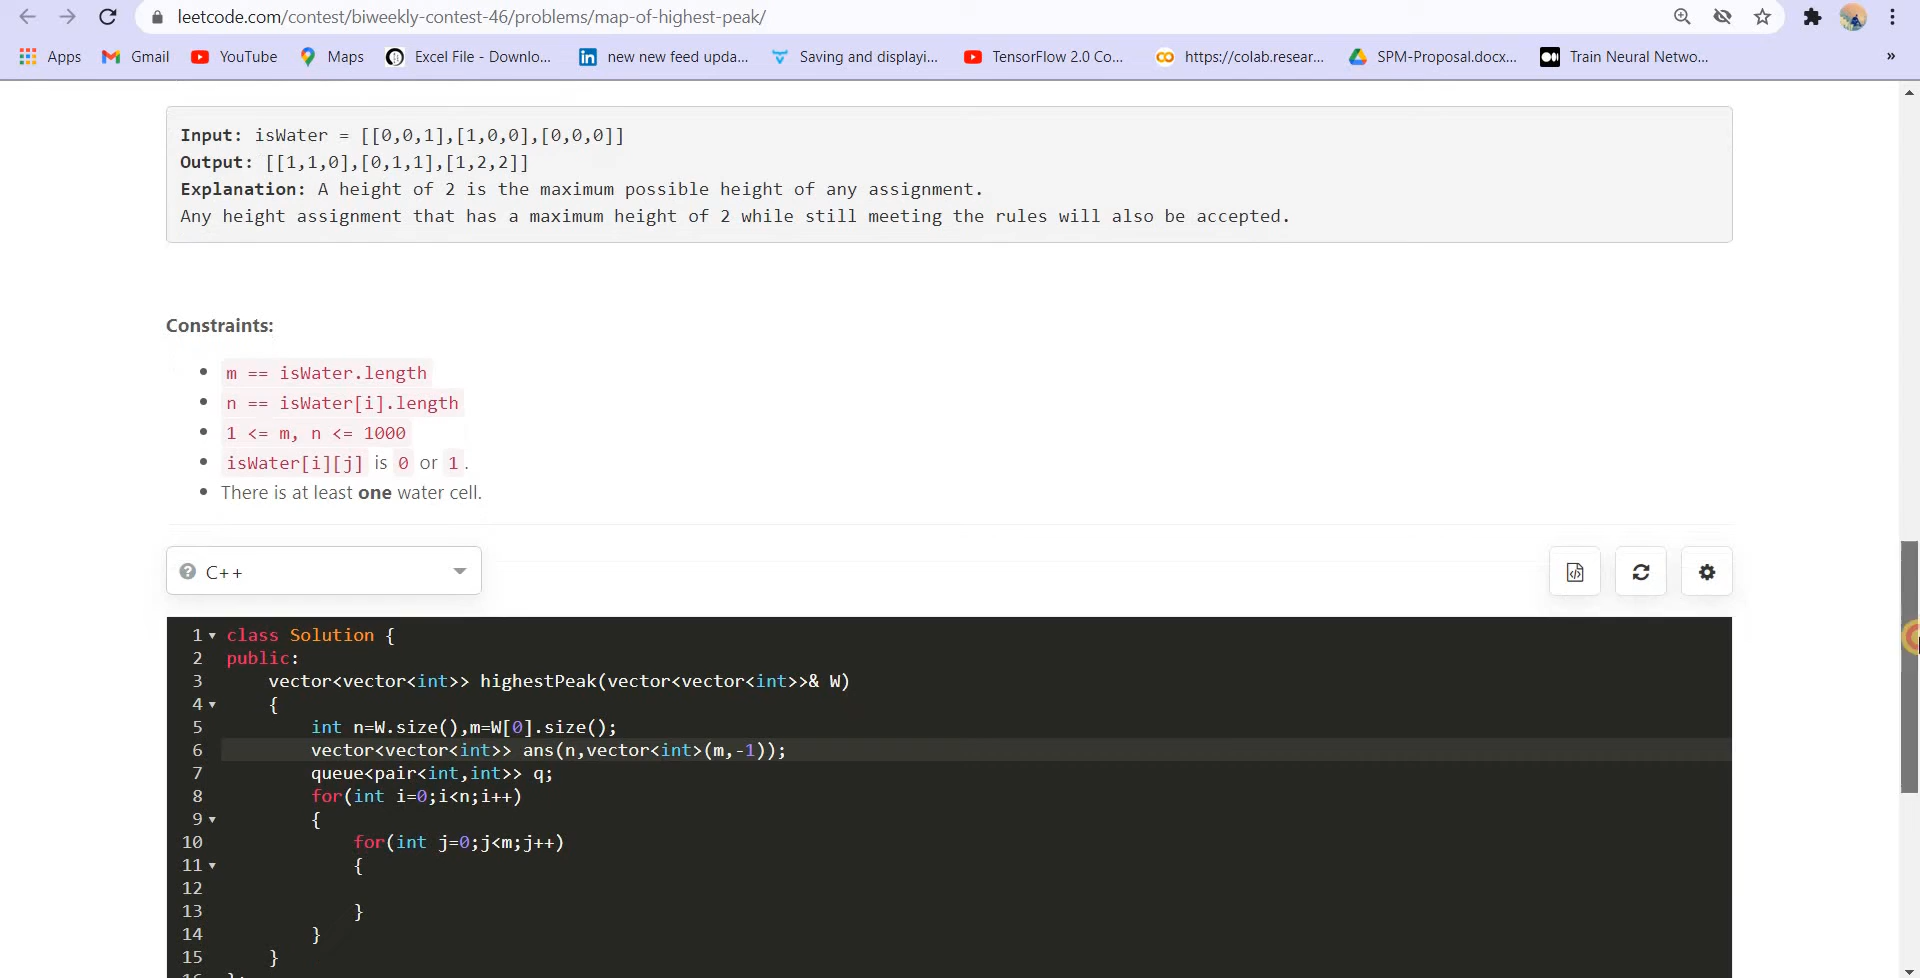 leetcode.com/contest/biweekly-contest-46/problems/map-of-highest-peak/
Apps Gmail YouTube Maps Excel File - Downlo... new new feed upda... Saving and displayi... TensorFlow 2.0 Co... https://colab.resear... SPM-Proposal.docx... Train Neural Netwo... »
Input: isWater = [[0,0,1],[1,0,0],[0,0,0]]
Output: [[1,1,0],[0,1,1],[1,2,2]]
Explanation: A height of 2 is the maximum possible height of any assignment.
Any height assignment that has a maximum height of 2 while still meeting the rules will also be accepted.
Constraints:
• m == isWater.length
• n == isWater[i].length
• 1 <= m, n <= 1000
• isWater[i][j] is 0 or 1.
• There is at least one water cell.
C++
1 class Solution {
2 public:
3 vector<vector<int>> highestPeak(vector<vector<int>>& W)
4 {
5 int n=W.size(),m=W[0].size();
6 vector<vector<int>> ans(n,vector<int>(m,-1));
7 queue<pair<int,int>> q;
8 for(int i=0;i<n;i++)
9 {
10 for(int j=0;j<m;j++)
11 {
12
13 }
14 }
15 }
16 };